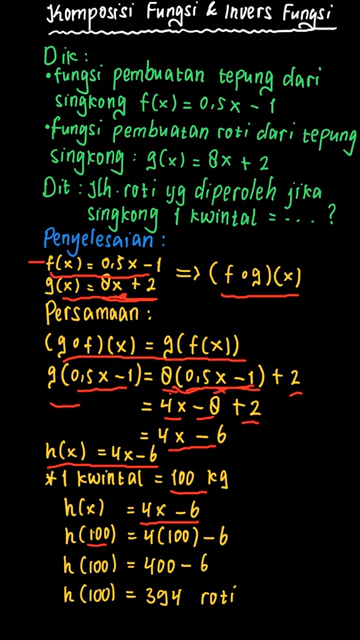 Komposisi Fungsi & Invers Fungsi
Dik:
• fungsi pembuatan tepung dari
singkong f(x) = 0,5x - 1
• fungsi pembuatan roti dari tepung
singkong: g(x) = 8x + 2
Dit: Jlh. roti yg diperoleh jika
singkong 1 kwintal = .... ?
Penyelesaian:
f(x) = 0,5x - 1
g(x) = 8x + 2 => (f o g)(x)
Persamaan:
(g o f)(x) = g(f(x))
g(0,5x - 1) = 8(0,5x - 1) + 2
= 4x - 8 + 2
= 4x - 6
h(x) = 4x - 6
* 1 kwintal = 100 kg
h(x) = 4x - 6
h(100) = 4(100) - 6
h(100) = 400 - 6
h(100) = 394 roti